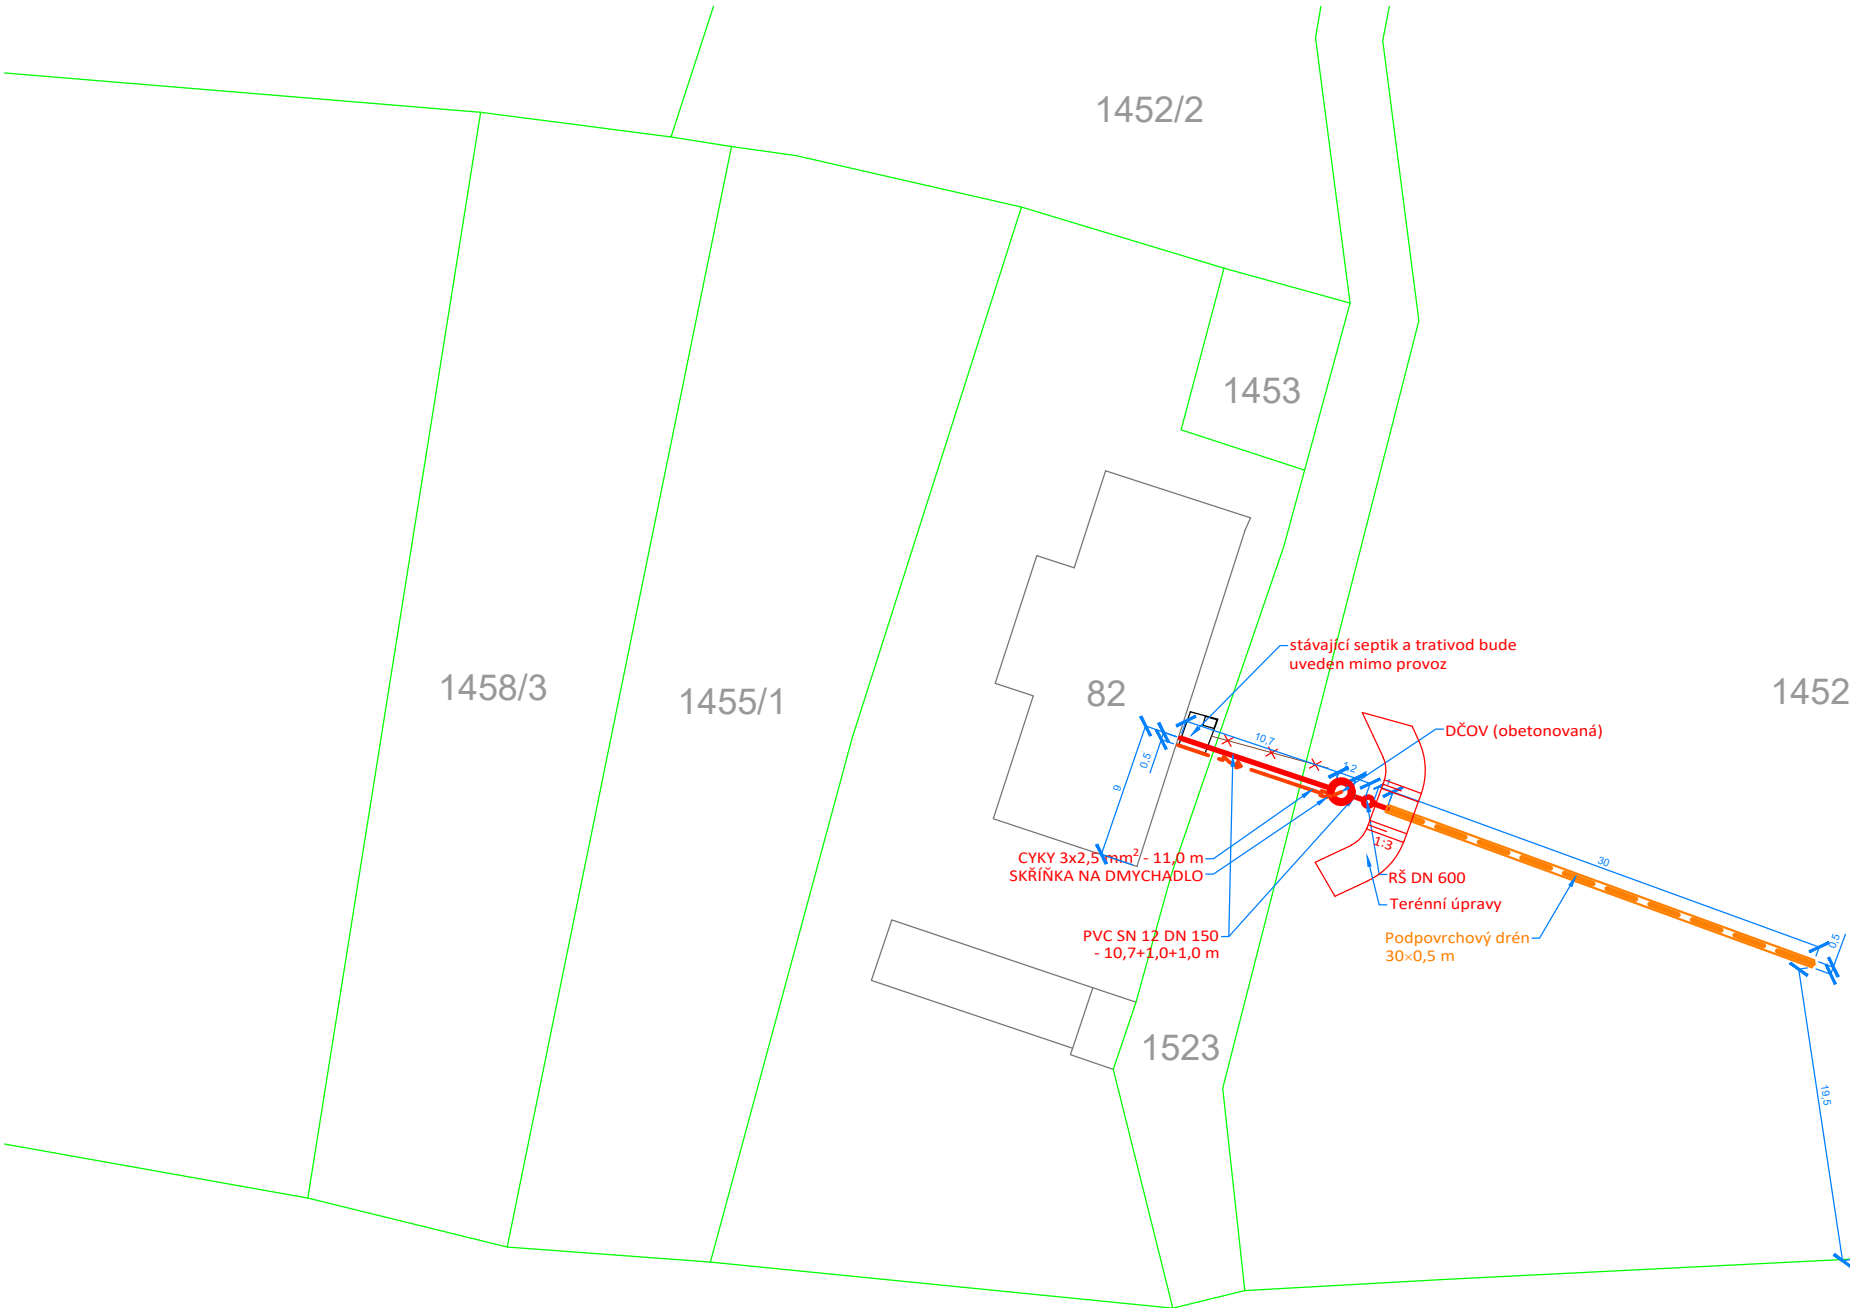 1452/2
1453
stávající septik a trativod bude
uveden mimo provoz
1458/3
1455/1
82
1452
DČOV (obetonovaná)
10,7
1,2
1
0,5
9
1:3
CYKY 3x2,5 mm² - 11,0 m
SKŘÍŇKA NA DMYCHADLO
30
RŠ DN 600
Terénní úpravy
PVC SN 12 DN 150
- 10,7+1,0+1,0 m
Podpovrchový drén
30×0,5 m
0,5
1523
19,5